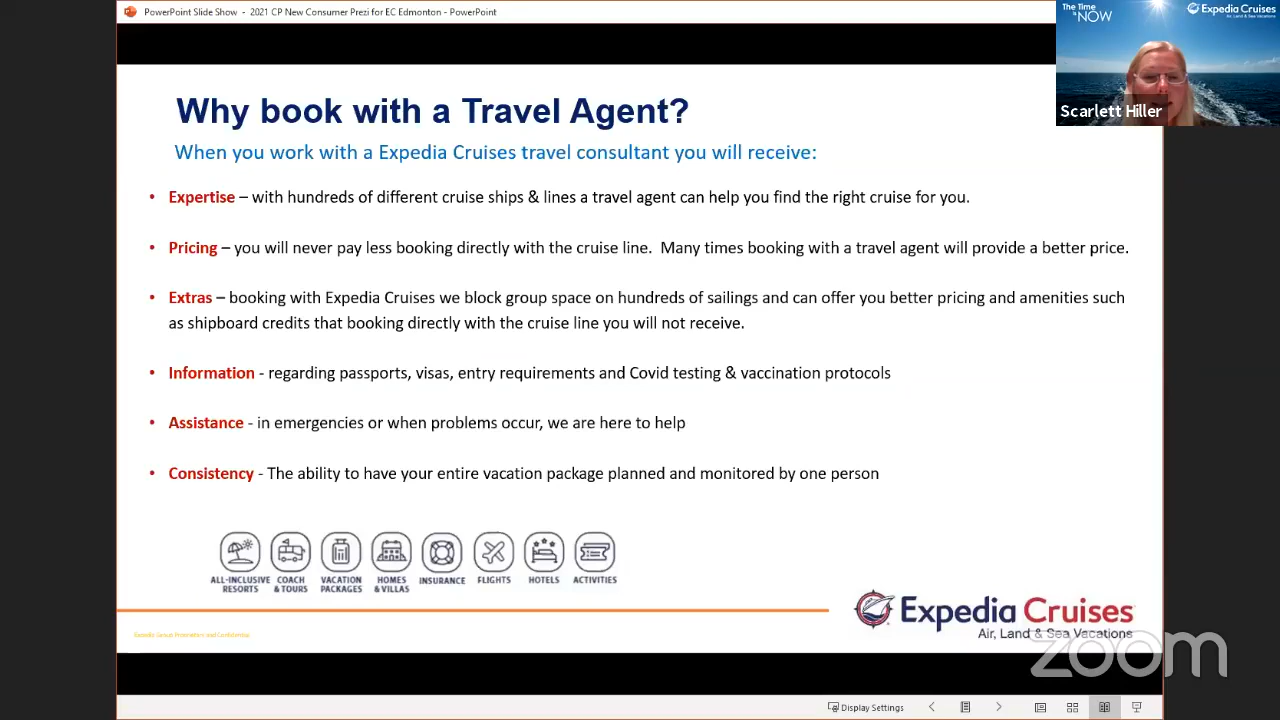 PowerPoint Slide Show - 2021 CP New Consumer Prezi for EC Edmonton - PowerPoint
The Time is NOW
Expedia Cruises
Air, Land & Sea Vacations
Scarlett Hiller
Why book with a Travel Agent?
When you work with a Expedia Cruises travel consultant you will receive:
• Expertise – with hundreds of different cruise ships & lines a travel agent can help you find the right cruise for you.
• Pricing – you will never pay less booking directly with the cruise line. Many times booking with a travel agent will provide a better price.
• Extras – booking with Expedia Cruises we block group space on hundreds of sailings and can offer you better pricing and amenities such
as shipboard credits that booking directly with the cruise line you will not receive.
• Information - regarding passports, visas, entry requirements and Covid testing & vaccination protocols
• Assistance - in emergencies or when problems occur, we are here to help
• Consistency - The ability to have your entire vacation package planned and monitored by one person
ALL-INCLUSIVE RESORTS
COACH & TOURS
VACATION PACKAGES
HOMES & VILLAS
INSURANCE
FLIGHTS
HOTELS
ACTIVITIES
Expedia Cruises
Air, Land & Sea Vacations
Expedia Group Proprietary and Confidential
zoom
Display Settings